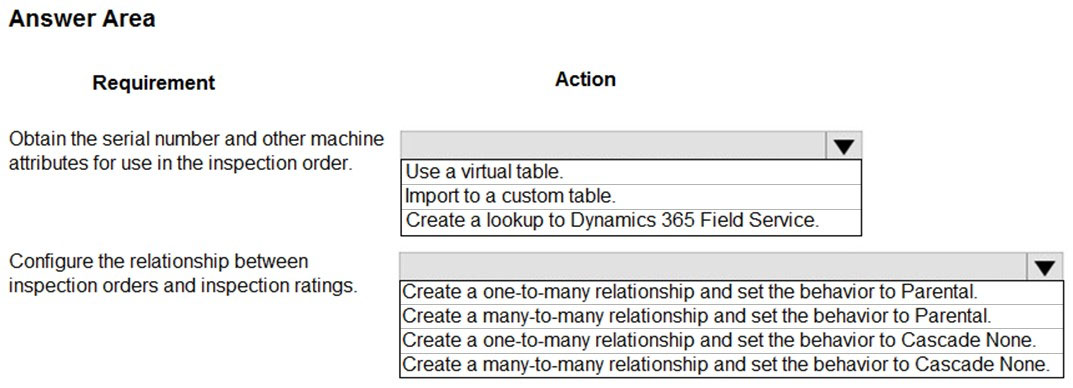 Answer Area
Requirement
Action
Obtain the serial number and other machine
attributes for use in the inspection order.
Use a virtual table.
Import to a custom table.
Create a lookup to Dynamics 365 Field Service.
Configure the relationship between
inspection orders and inspection ratings.
Create a one-to-many relationship and set the behavior to Parental.
Create a many-to-many relationship and set the behavior to Parental.
Create a one-to-many relationship and set the behavior to Cascade None.
Create a many-to-many relationship and set the behavior to Cascade None.